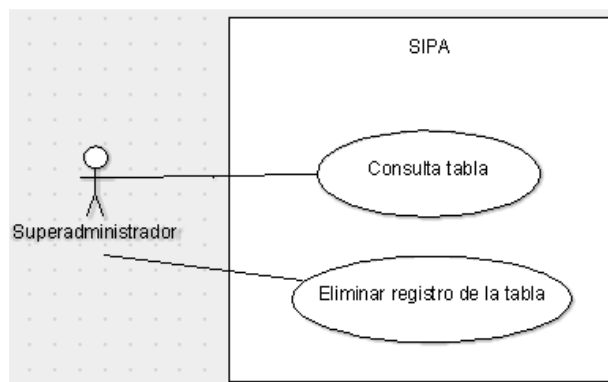 SIPA
Consulta tabla
Superadministrador
Eliminar registro de la tabla